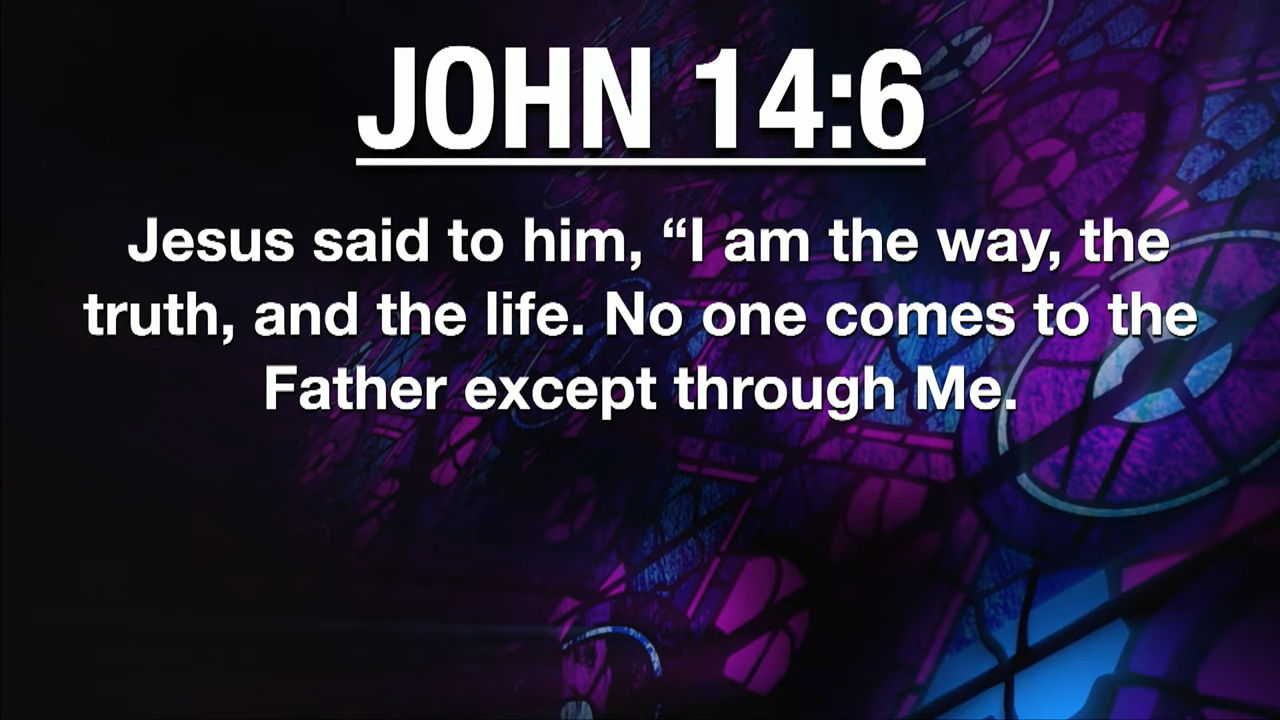 JOHN 14:6
Jesus said to him, “I am the way, the
truth, and the life. No one comes to the
Father except through Me.